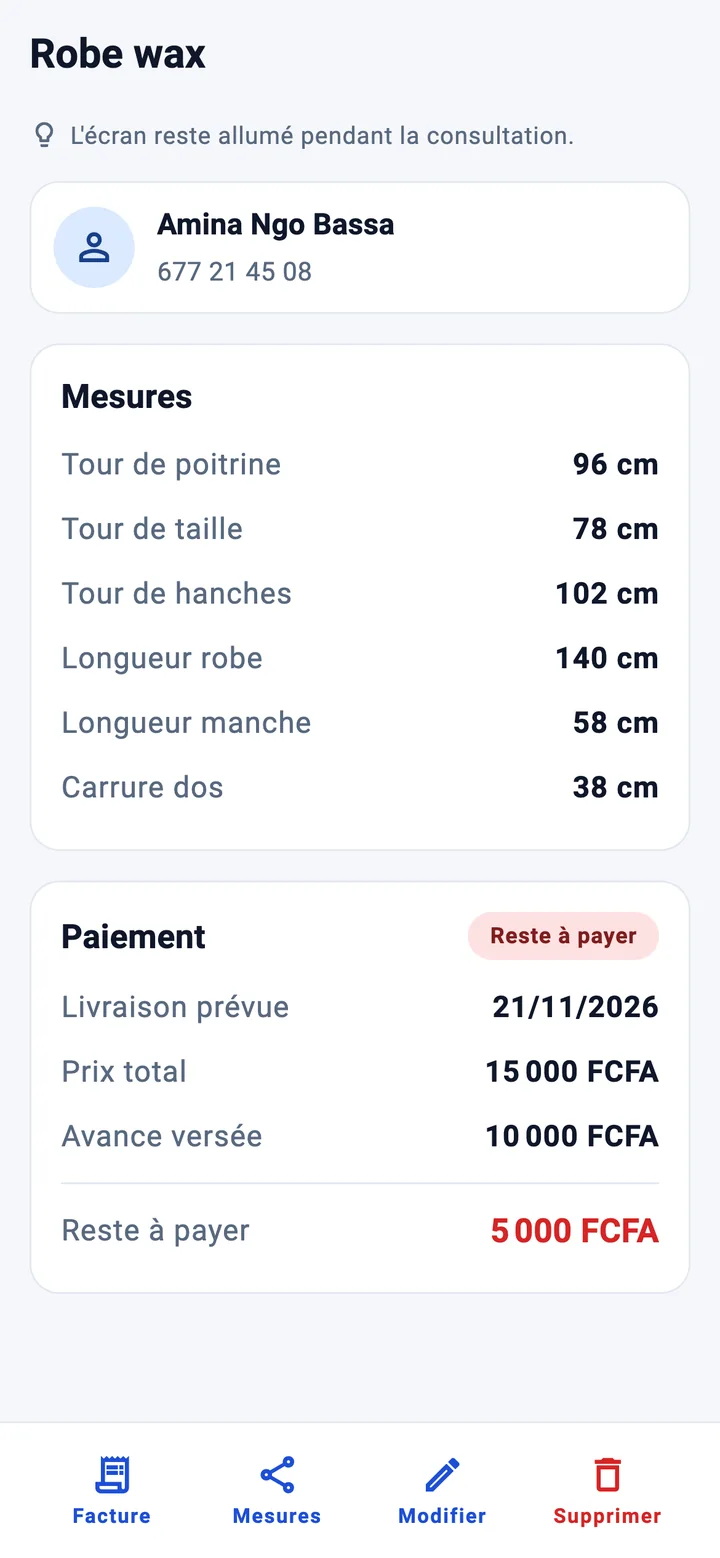 Robe wax
L'écran reste allumé pendant la consultation.
Amina Ngo Bassa
677 21 45 08
Mesures
Tour de poitrine 96 cm
Tour de taille 78 cm
Tour de hanches 102 cm
Longueur robe 140 cm
Longueur manche 58 cm
Carrure dos 38 cm
Paiement Reste à payer
Livraison prévue 21/11/2026
Prix total 15 000 FCFA
Avance versée 10 000 FCFA
Reste à payer 5 000 FCFA
Facture Mesures Modifier Supprimer